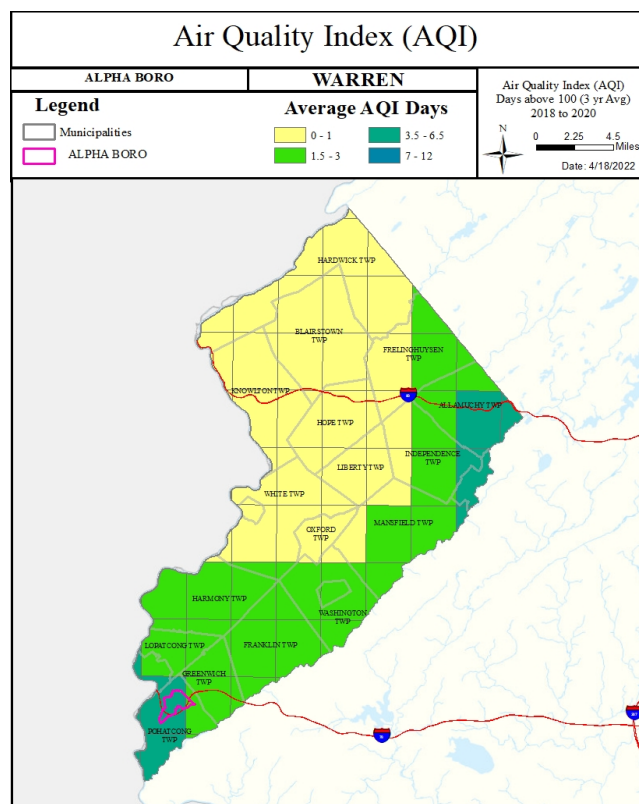 Air Quality Index (AQI)
ALPHA BORO
WARREN
Legend
Municipalities
ALPHA BORO
Average AQI Days
0 - 1
3.5 - 6.5
1.5 - 3
7 - 12
Air Quality Index (AQI)
Days above 100 (3 yr Avg)
2018 to 2020
N
0 2.25 4.5
Miles
Date: 4/18/2022
HARDWICK TWP
BLAIRSTOWN
TWP
FRELINGHUYSEN
TWP
KNOWLTON TWP
ALLAMUCHY TWP
HOPE TWP
INDEPENDENCE
TWP
LIBERTY TWP
WHITE TWP
MANSFIELD TWP
OXFORD
TWP
HARMONY TWP
WASHINGTON
TWP
LOPATCONG TWP
FRANKLIN TWP
GREENWICH
TWP
POHATCONG
TWP